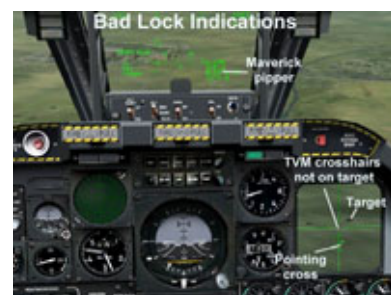 Bad Lock Indications
Maverick
pipper
TVM crosshairs
not on target
Target
Pointing
cross